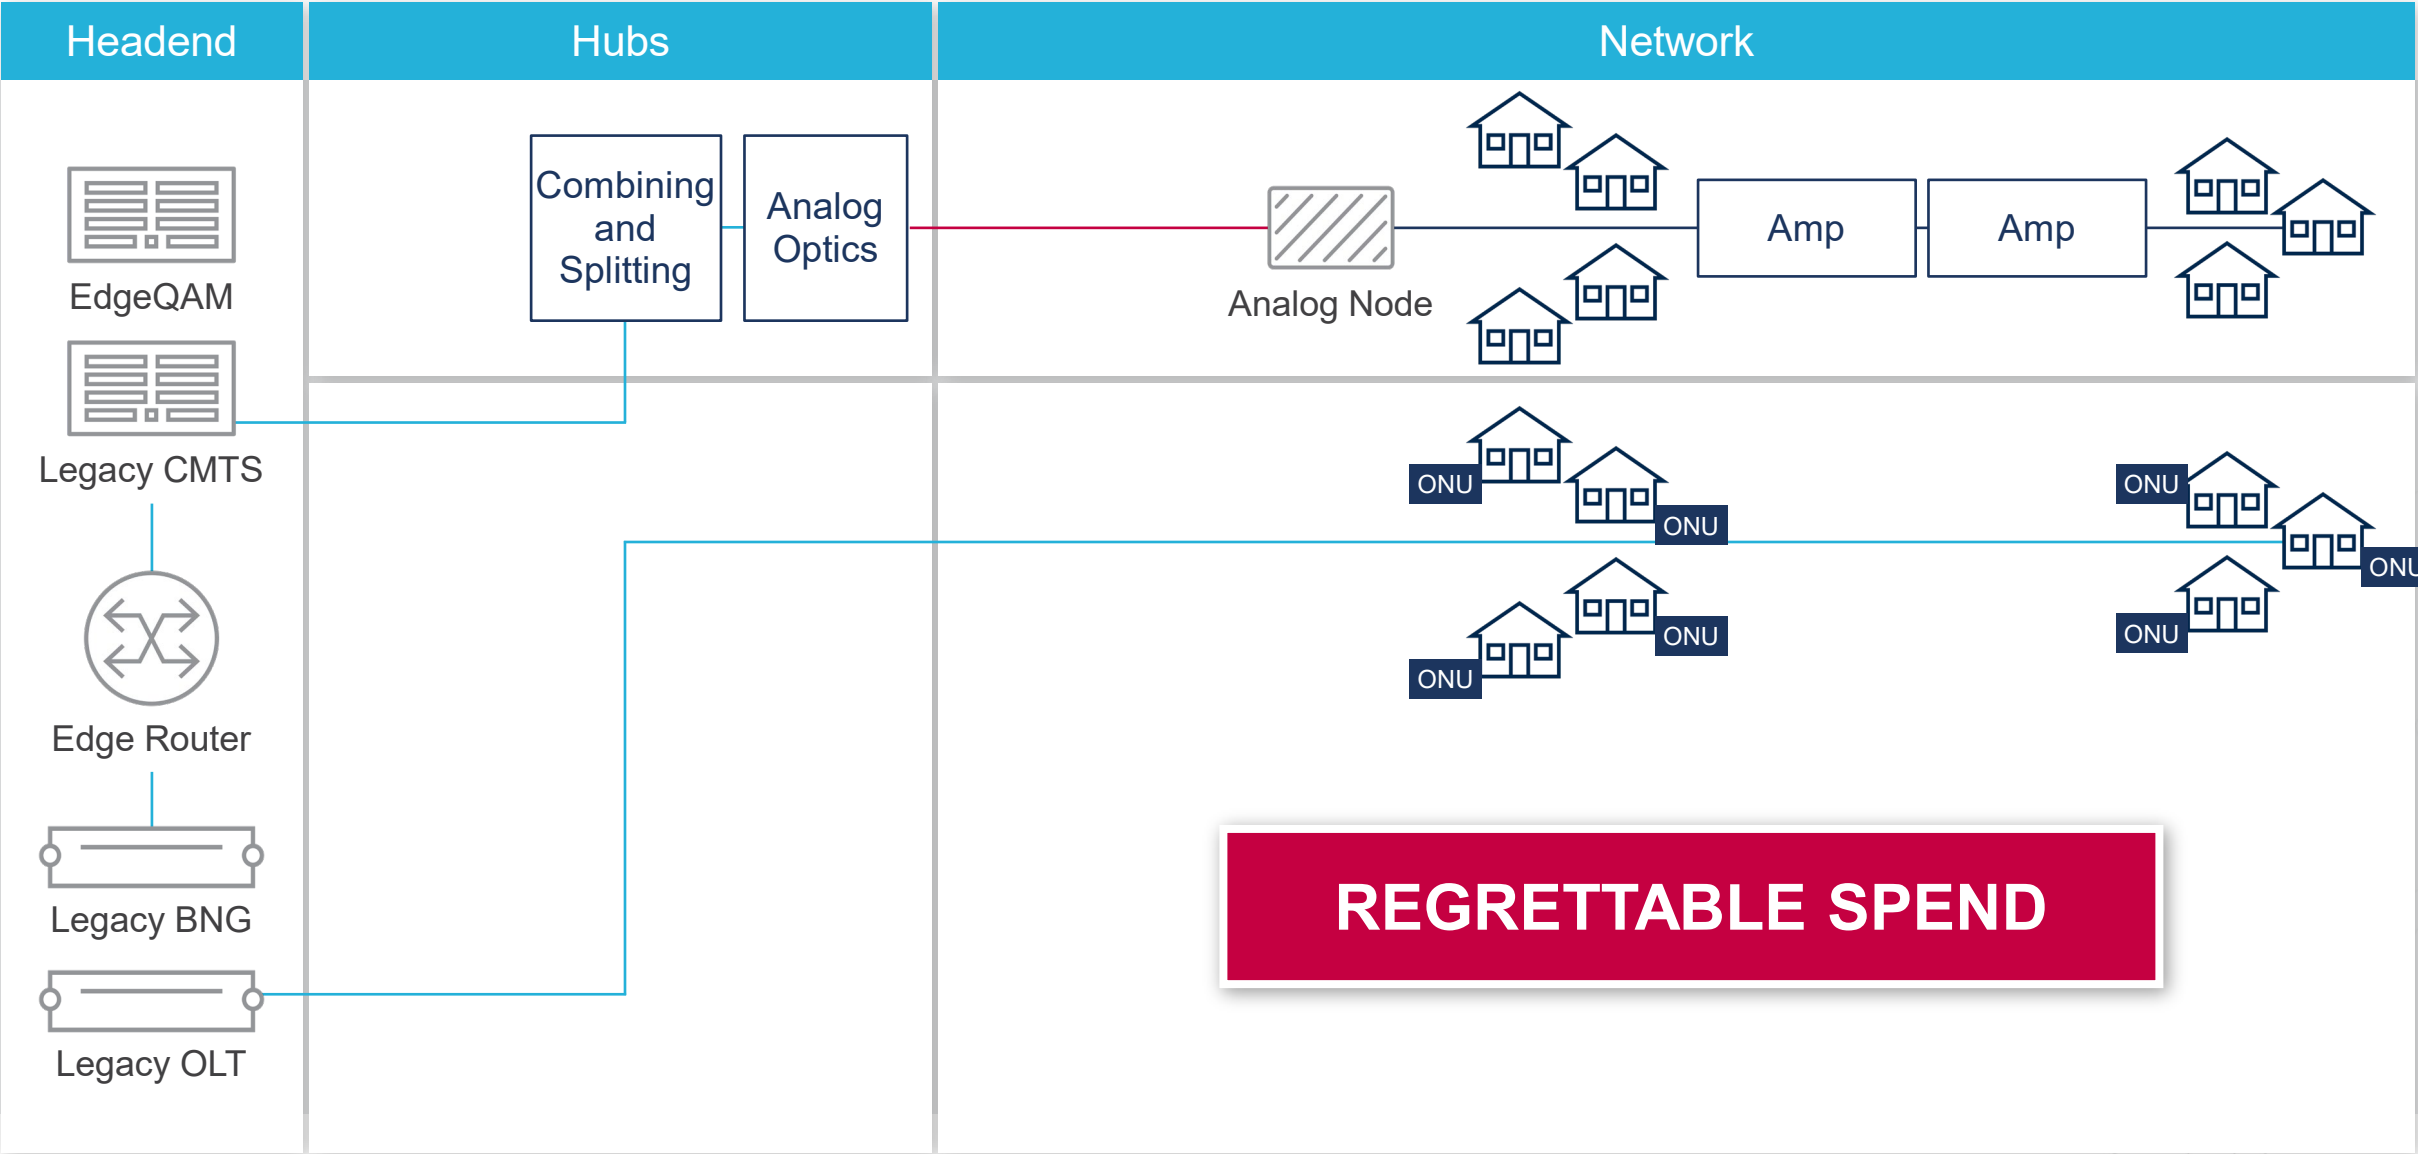 Headend
Hubs
Network
EdgeQAM
Legacy CMTS
Edge Router
Legacy BNG
Legacy OLT
Combining
and
Splitting
Analog
Optics
Analog Node
Amp
Amp
ONU
ONU
ONU
ONU
ONU
ONU
ONU
REGRETTABLE SPEND